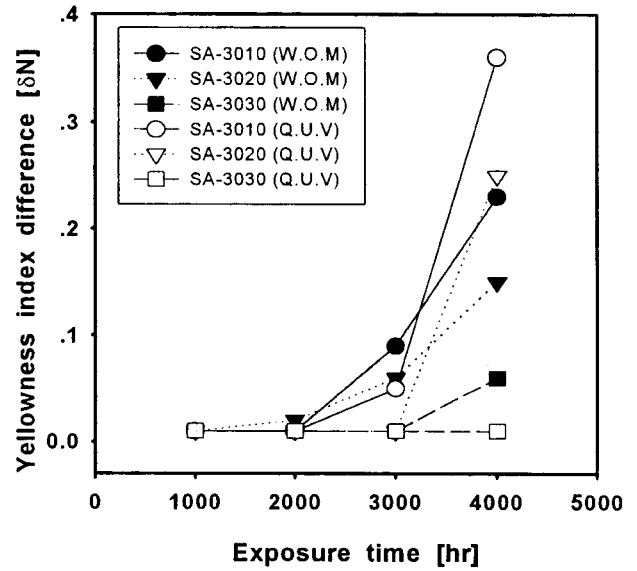 Yellowness index difference [δN]
.4
.3
.2
.1
0.0
SA-3010 (W.O.M)
SA-3020 (W.O.M)
SA-3030 (W.O.M)
SA-3010 (Q.U.V)
SA-3020 (Q.U.V)
SA-3030 (Q.U.V)
0 1000 2000 3000 4000 5000
Exposure time [hr]